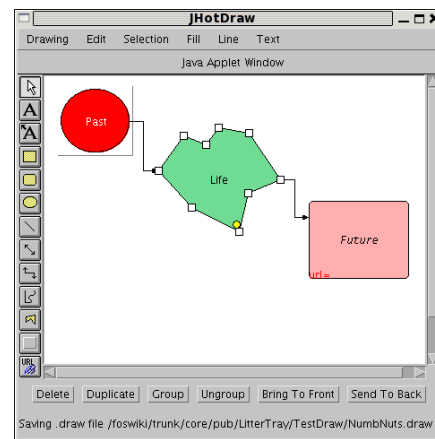 JHotDraw
Drawing Edit Selection Fill Line Text
Java Applet Window
A
A
Past
Life
Future
url=
URL
Delete Duplicate Group Ungroup Bring To Front Send To Back
Saving .draw file /foswiki/trunk/core/pub/LitterTray/TestDraw/NumbNuts.draw